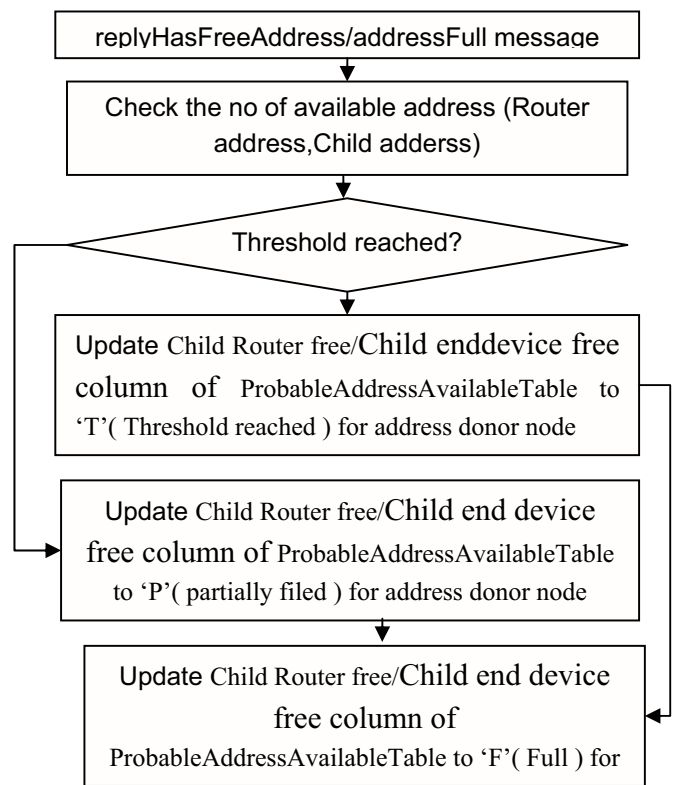 replyHasFreeAddress/addressFull message
Check the no of available address (Router
address,Child adderss)
Threshold reached?
Update Child Router free/Child enddevice free
column of ProbableAddressAvailableTable to
‘T’( Threshold reached ) for address donor node
Update Child Router free/Child end device
free column of ProbableAddressAvailableTable
to ‘P’( partially filed ) for address donor node
Update Child Router free/Child end device
free column of
ProbableAddressAvailableTable to ‘F’( Full ) for